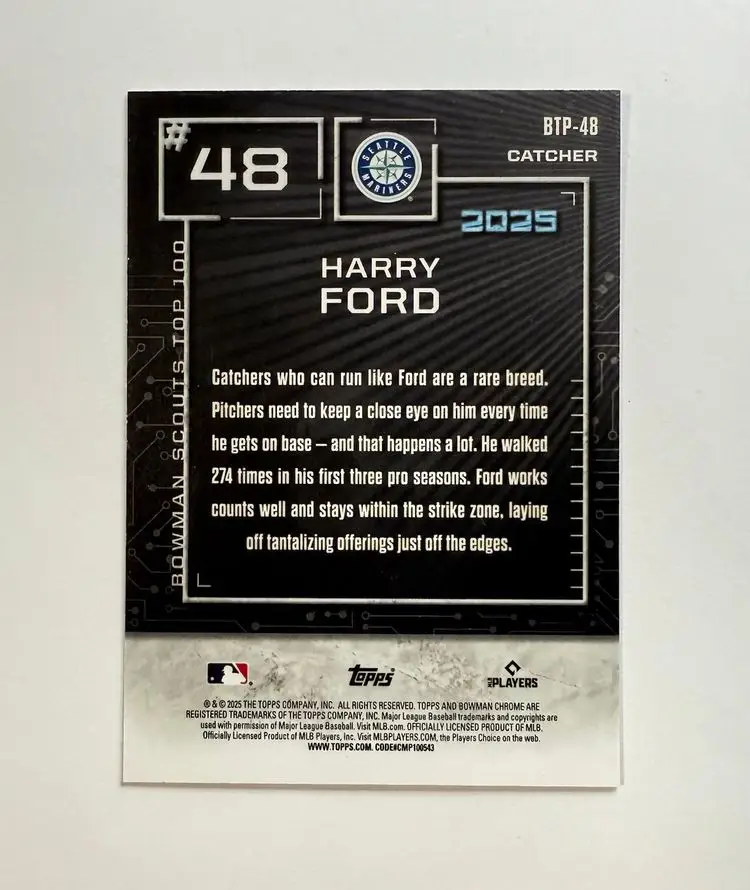 #48
SEATTLE MARINERS
BTP-48
CATCHER
2025
HARRY
FORD
BOWMAN SCOUTS TOP 100
Catchers who can run like Ford are a rare breed.
Pitchers need to keep a close eye on him every time
he gets on base – and that happens a lot. He walked
274 times in his first three pro seasons. Ford works
counts well and stays within the strike zone, laying
off tantalizing offerings just off the edges.
topps
MLB PLAYERS
® & © 2025 THE TOPPS COMPANY, INC. ALL RIGHTS RESERVED. TOPPS AND BOWMAN CHROME ARE
REGISTERED TRADEMARKS OF THE TOPPS COMPANY, INC. Major League Baseball trademarks and copyrights are
used with permission of Major League Baseball. Visit MLB.com. OFFICIALLY LICENSED PRODUCT OF MLB.
Officially Licensed Product of MLB Players, Inc. Visit MLBPLAYERS.COM, the Players Choice on the web.
WWW.TOPPS.COM. CODE#CMP100543